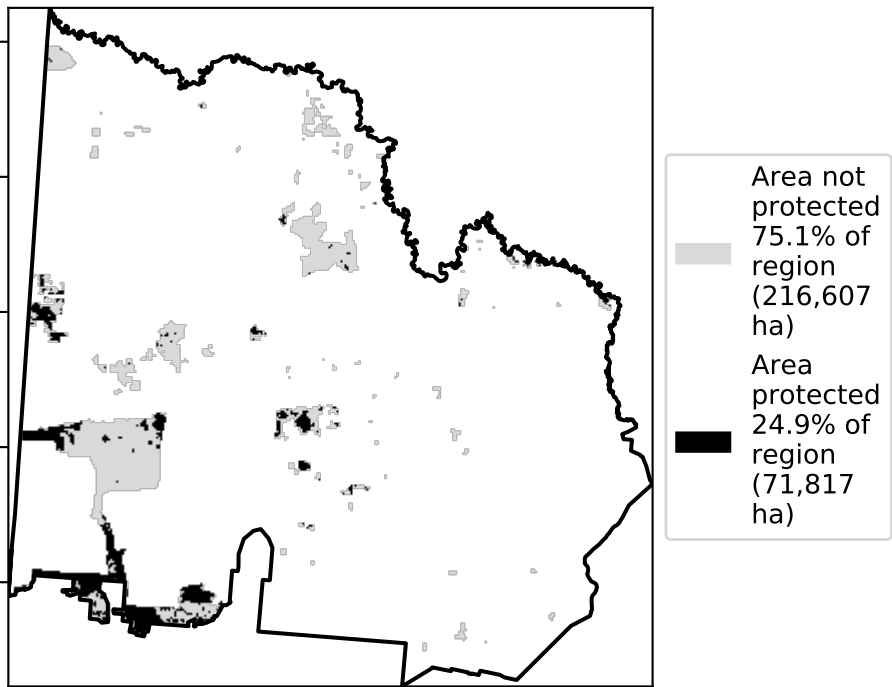 Area not
protected
75.1% of
region
(216,607
ha)
Area
protected
24.9% of
region
(71,817
ha)